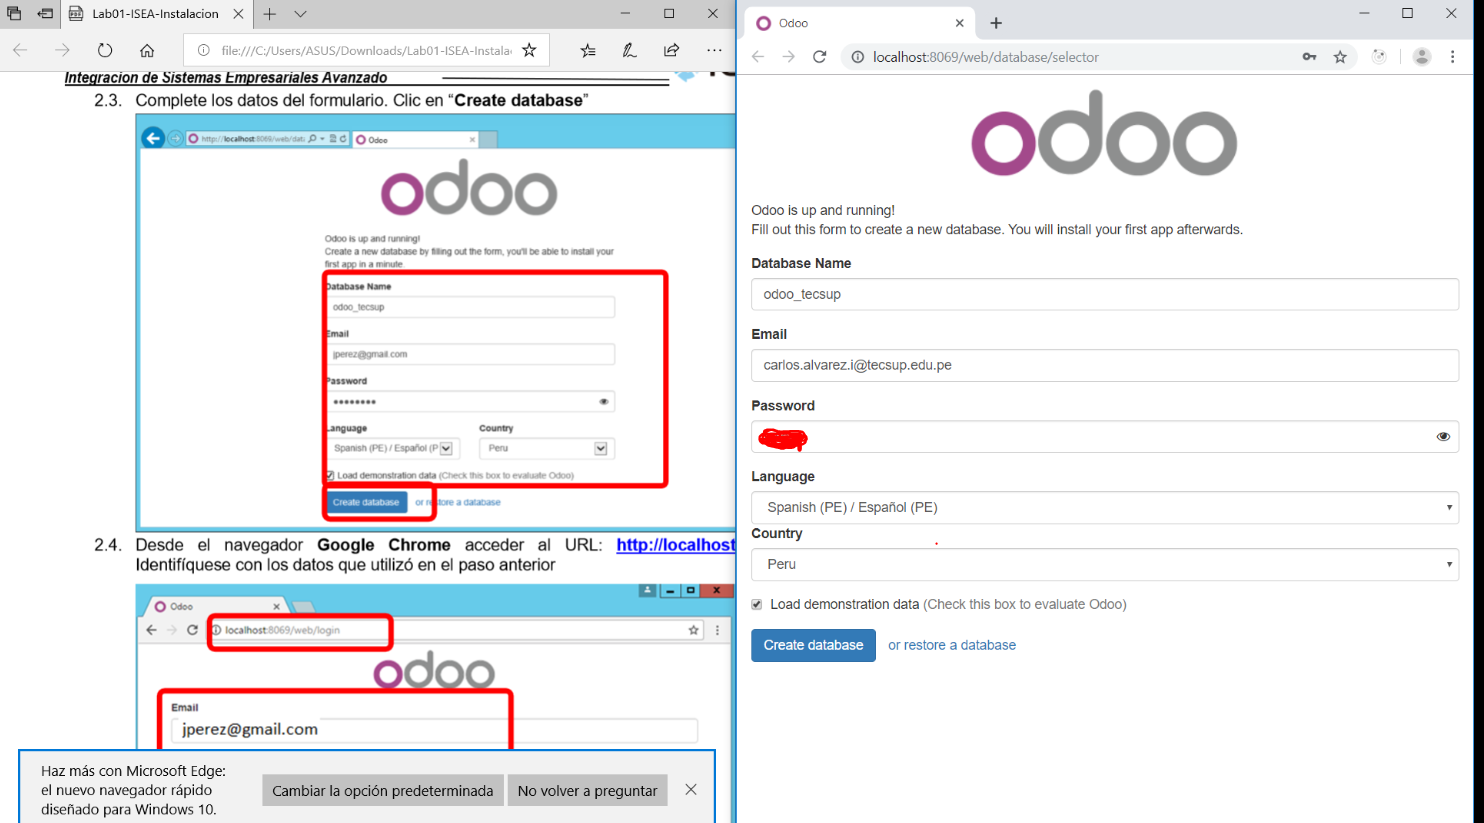 Lab01-ISEA-Instalacion
file:///C:/Users/ASUS/Downloads/Lab01-ISEA-Instala
Integracion de Sistemas Empresariales Avanzado
2.3. Complete los datos del formulario. Clic en “Create database”
http://localhost:8069/web/data
Odoo
odoo
Odoo is up and running!
Create a new database by filling out the form, you'll be able to install your
first app in a minute.
Database Name
odoo_tecsup
Email
jperez@gmail.com
Password
Language Country
Spanish (PE) / Español (P Peru
Load demonstration data (Check this box to evaluate Odoo)
Create database or restore a database
2.4. Desde el navegador Google Chrome acceder al URL: http://localhost
Identifíquese con los datos que utilizó en el paso anterior
Odoo
localhost:8069/web/login
odoo
Email
jperez@gmail.com
Haz más con Microsoft Edge:
el nuevo navegador rápido
diseñado para Windows 10.
Cambiar la opción predeterminada
No volver a preguntar
Odoo
localhost:8069/web/database/selector
odoo
Odoo is up and running!
Fill out this form to create a new database. You will install your first app afterwards.
Database Name
odoo_tecsup
Email
carlos.alvarez.i@tecsup.edu.pe
Password
Language
Spanish (PE) / Español (PE)
Country
Peru
Load demonstration data (Check this box to evaluate Odoo)
Create database or restore a database